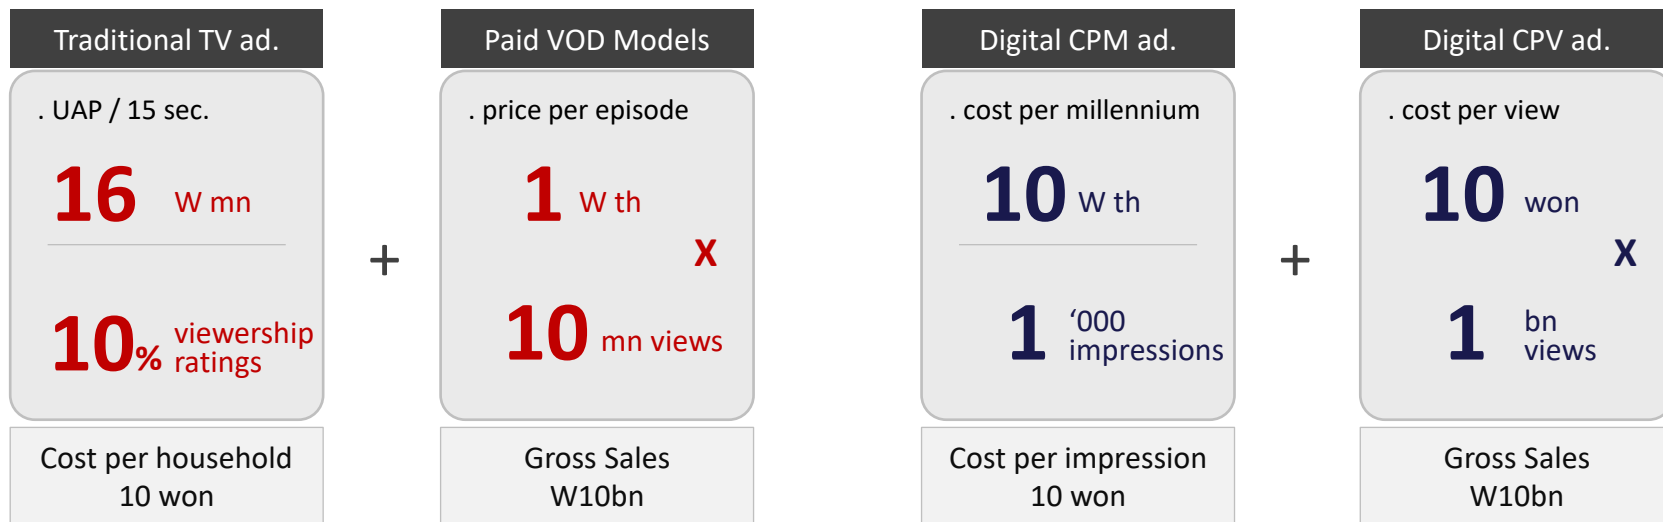 Traditional TV ad.
. UAP / 15 sec.
16 W mn
10% viewership
ratings
Cost per household
10 won
+
Paid VOD Models
. price per episode
1 W th
X
10 mn views
Gross Sales
W10bn
Digital CPM ad.
. cost per millennium
10 W th
1 ‘000
impressions
Cost per impression
10 won
+
Digital CPV ad.
. cost per view
10 won
X
1 bn
views
Gross Sales
W10bn